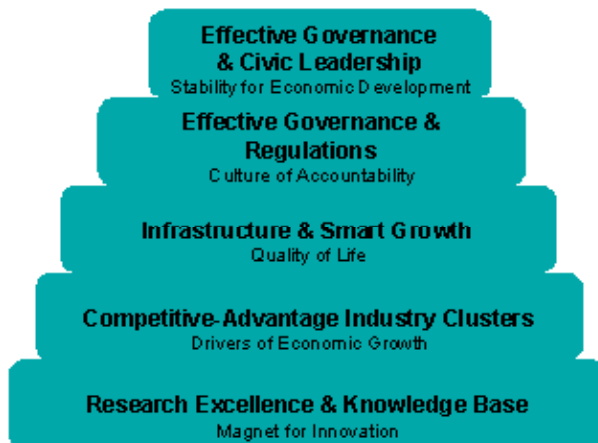 Effective Governance
& Civic Leadership
Stability for Economic Development
Effective Governance &
Regulations
Culture of Accountability
Infrastructure & Smart Growth
Quality of Life
Competitive-Advantage Industry Clusters
Drivers of Economic Growth
Research Excellence & Knowledge Base
Magnet for Innovation